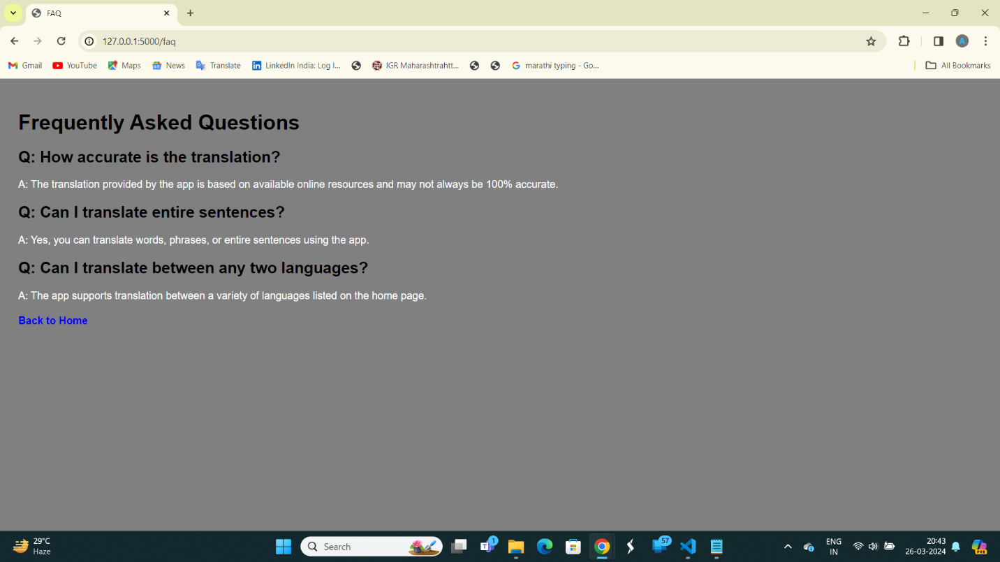 FAQ
127.0.0.1:5000/faq
Gmail
YouTube
Maps
News
Translate
LinkedIn India: Log I...
IGR Maharashtrahtt...
marathi typing - Go...
All Bookmarks
A
Frequently Asked Questions
Q: How accurate is the translation?
A: The translation provided by the app is based on available online resources and may not always be 100% accurate.
Q: Can I translate entire sentences?
A: Yes, you can translate words, phrases, or entire sentences using the app.
Q: Can I translate between any two languages?
A: The app supports translation between a variety of languages listed on the home page.
Back to Home
29°C
Haze
Search
1
57
ENG
IN
20:43
26-03-2024
PRE